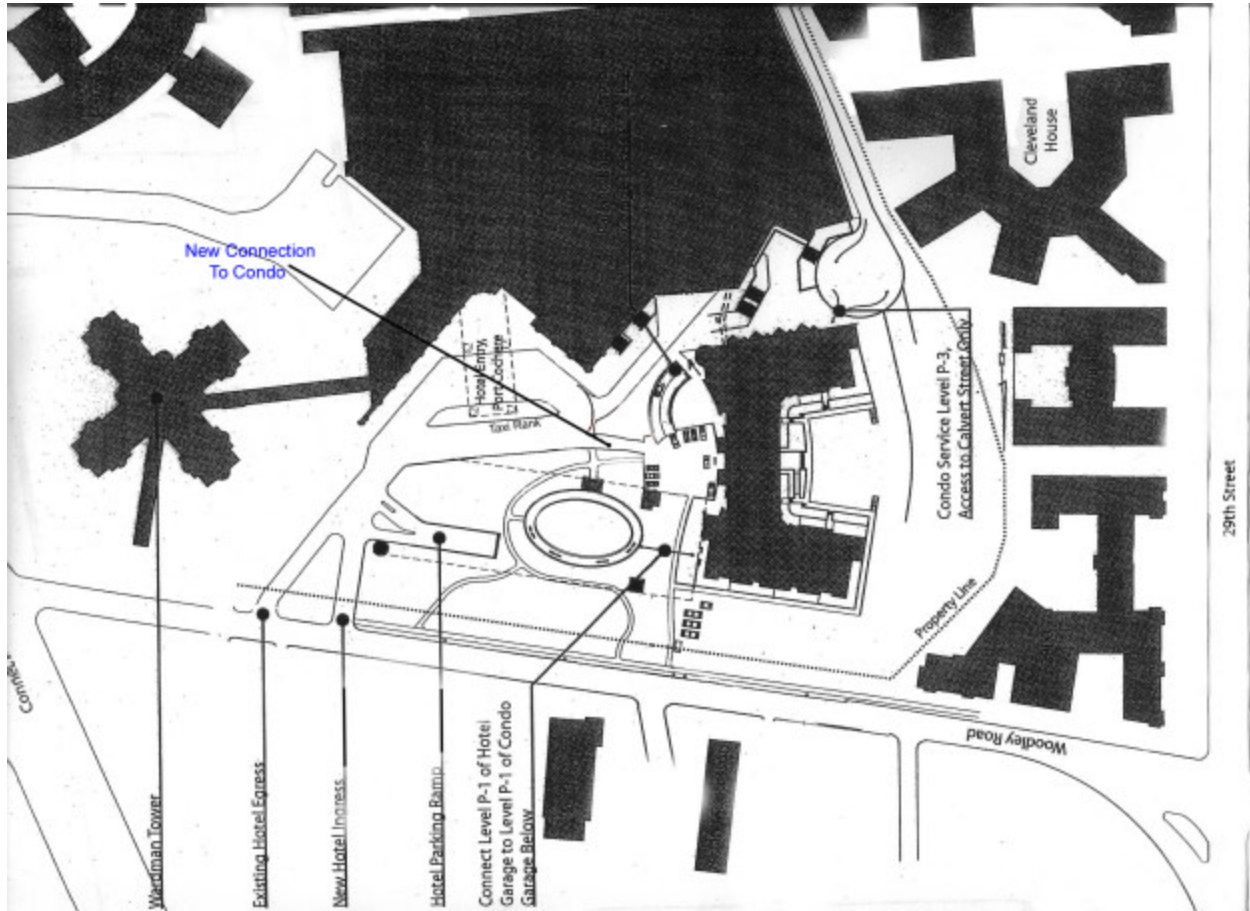 Cleveland
House
New Connection
To Condo
Hotel Entry,
Port Cochere
Taxi Rank
Condo Service Level P-3,
Access to Calvert Street Only
29th Street
Property Line
Woodley Road
Wardman Tower
Existing Hotel Egress
New Hotel Ingress
Hotel Parking Ramp
Connect Level P-1 of Hotel
Garage to Level P-1 of Condo
Garage Below